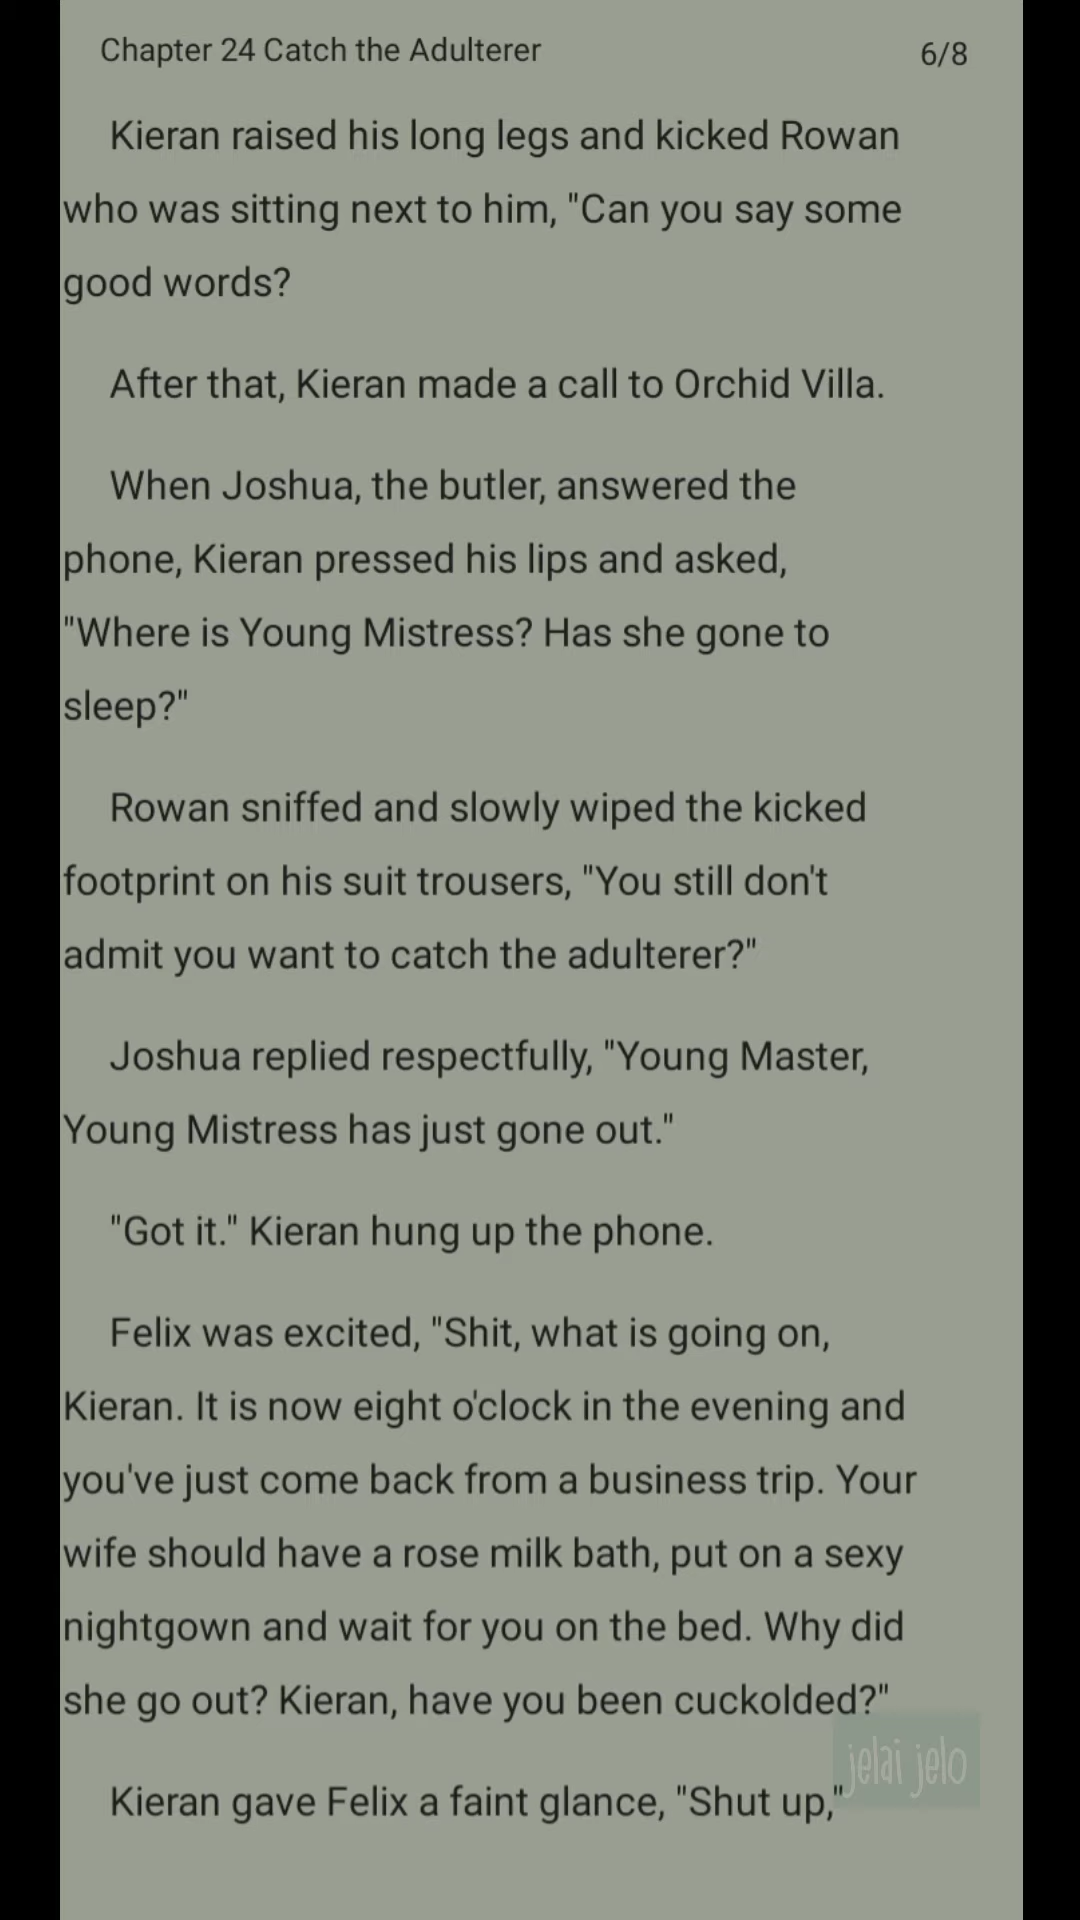 Chapter 24 Catch the Adulterer
6/8
Kieran raised his long legs and kicked Rowan
who was sitting next to him, "Can you say some
good words?
After that, Kieran made a call to Orchid Villa.
When Joshua, the butler, answered the
phone, Kieran pressed his lips and asked,
"Where is Young Mistress? Has she gone to
sleep?"
Rowan sniffed and slowly wiped the kicked
footprint on his suit trousers, "You still don't
admit you want to catch the adulterer?"
Joshua replied respectfully, "Young Master,
Young Mistress has just gone out."
"Got it." Kieran hung up the phone.
Felix was excited, "Shit, what is going on,
Kieran. It is now eight o'clock in the evening and
you've just come back from a business trip. Your
wife should have a rose milk bath, put on a sexy
nightgown and wait for you on the bed. Why did
she go out? Kieran, have you been cuckolded?"
jelai jelo
Kieran gave Felix a faint glance, "Shut up,"